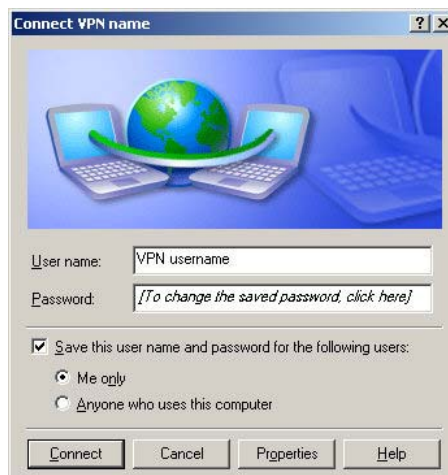 Connect VPN name
User name: VPN username
Password: [To change the saved password, click here]
Save this user name and password for the following users:
Me only
Anyone who uses this computer
Connect Cancel Properties Help